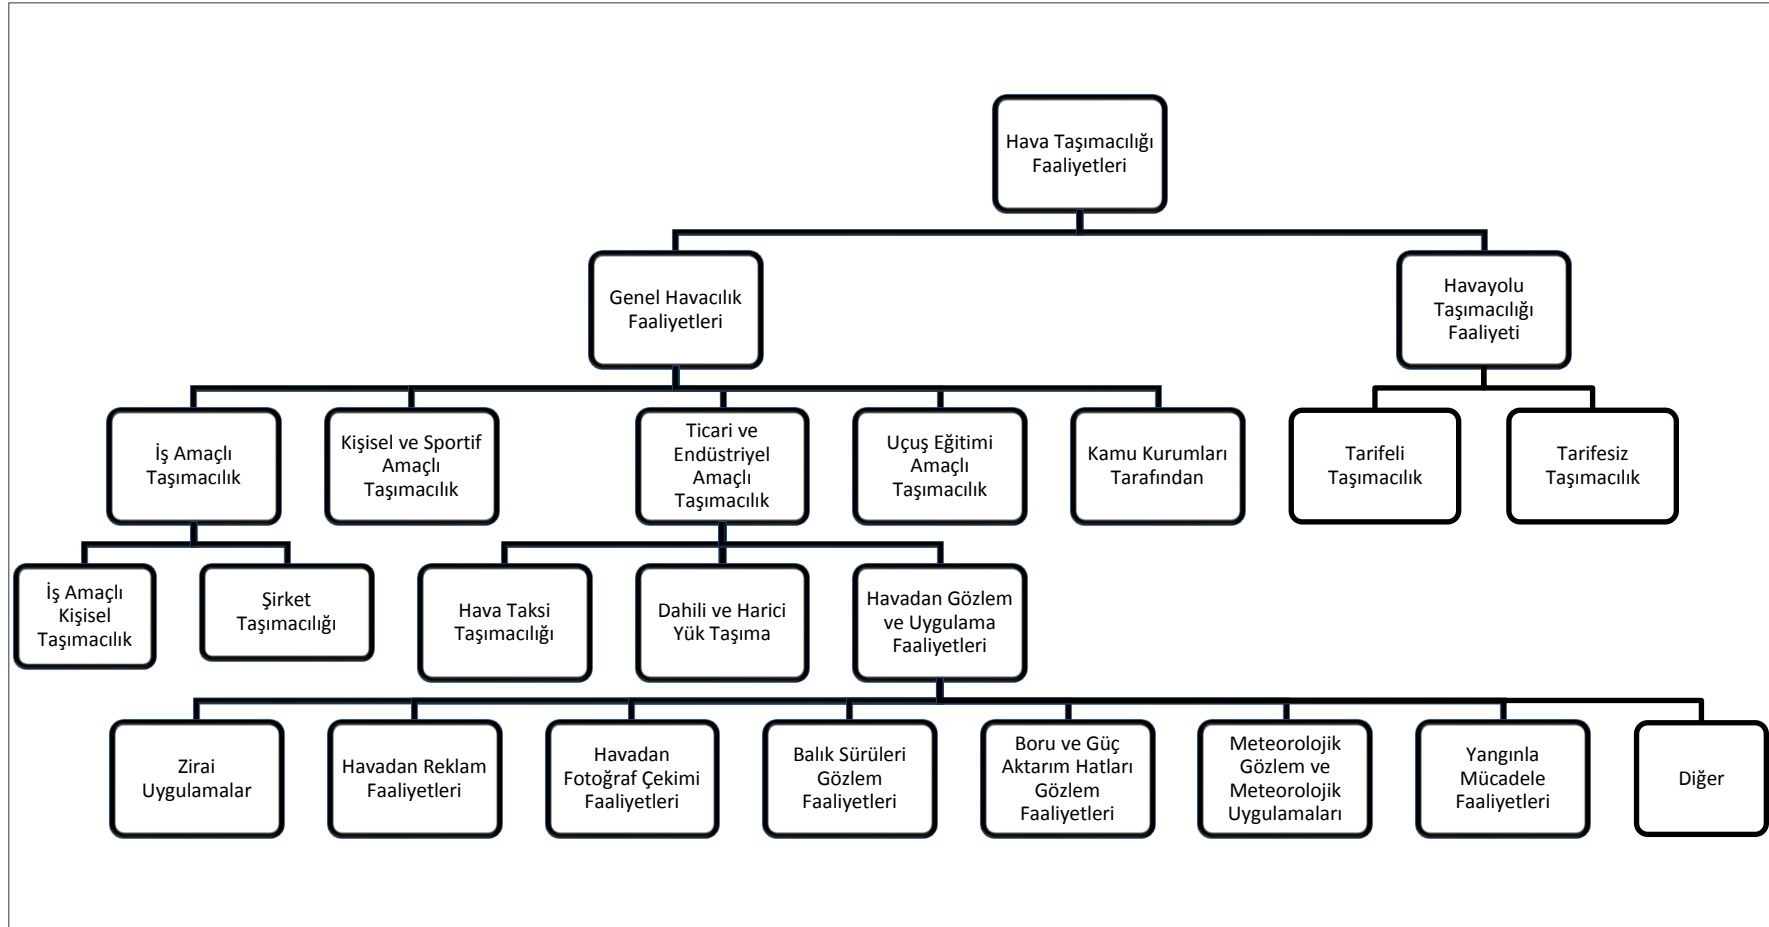 Hava Taşımacılığı
Faaliyetleri
Genel Havacılık
Faaliyetleri
Havayolu
Taşımacılığı
Faaliyeti
İş Amaçlı
Taşımacılık
Kişisel ve Sportif
Amaçlı
Taşımacılık
Ticari ve
Endüstriyel
Amaçlı
Taşımacılık
Uçuş Eğitimi
Amaçlı
Taşımacılık
Kamu Kurumları
Tarafından
Tarifeli
Taşımacılık
Tarifesiz
Taşımacılık
İş Amaçlı
Kişisel
Taşımacılık
Şirket
Taşımacılığı
Hava Taksi
Taşımacılığı
Dahili ve Harici
Yük Taşıma
Havadan Gözlem
ve Uygulama
Faaliyetleri
Zirai
Uygulamalar
Havadan Reklam
Faaliyetleri
Havadan
Fotoğraf Çekimi
Faaliyetleri
Balık Sürüleri
Gözlem
Faaliyetleri
Boru ve Güç
Aktarım Hatları
Gözlem
Faaliyetleri
Meteorolojik
Gözlem ve
Meteorolojik
Uygulamaları
Yangınla
Mücadele
Faaliyetleri
Diğer